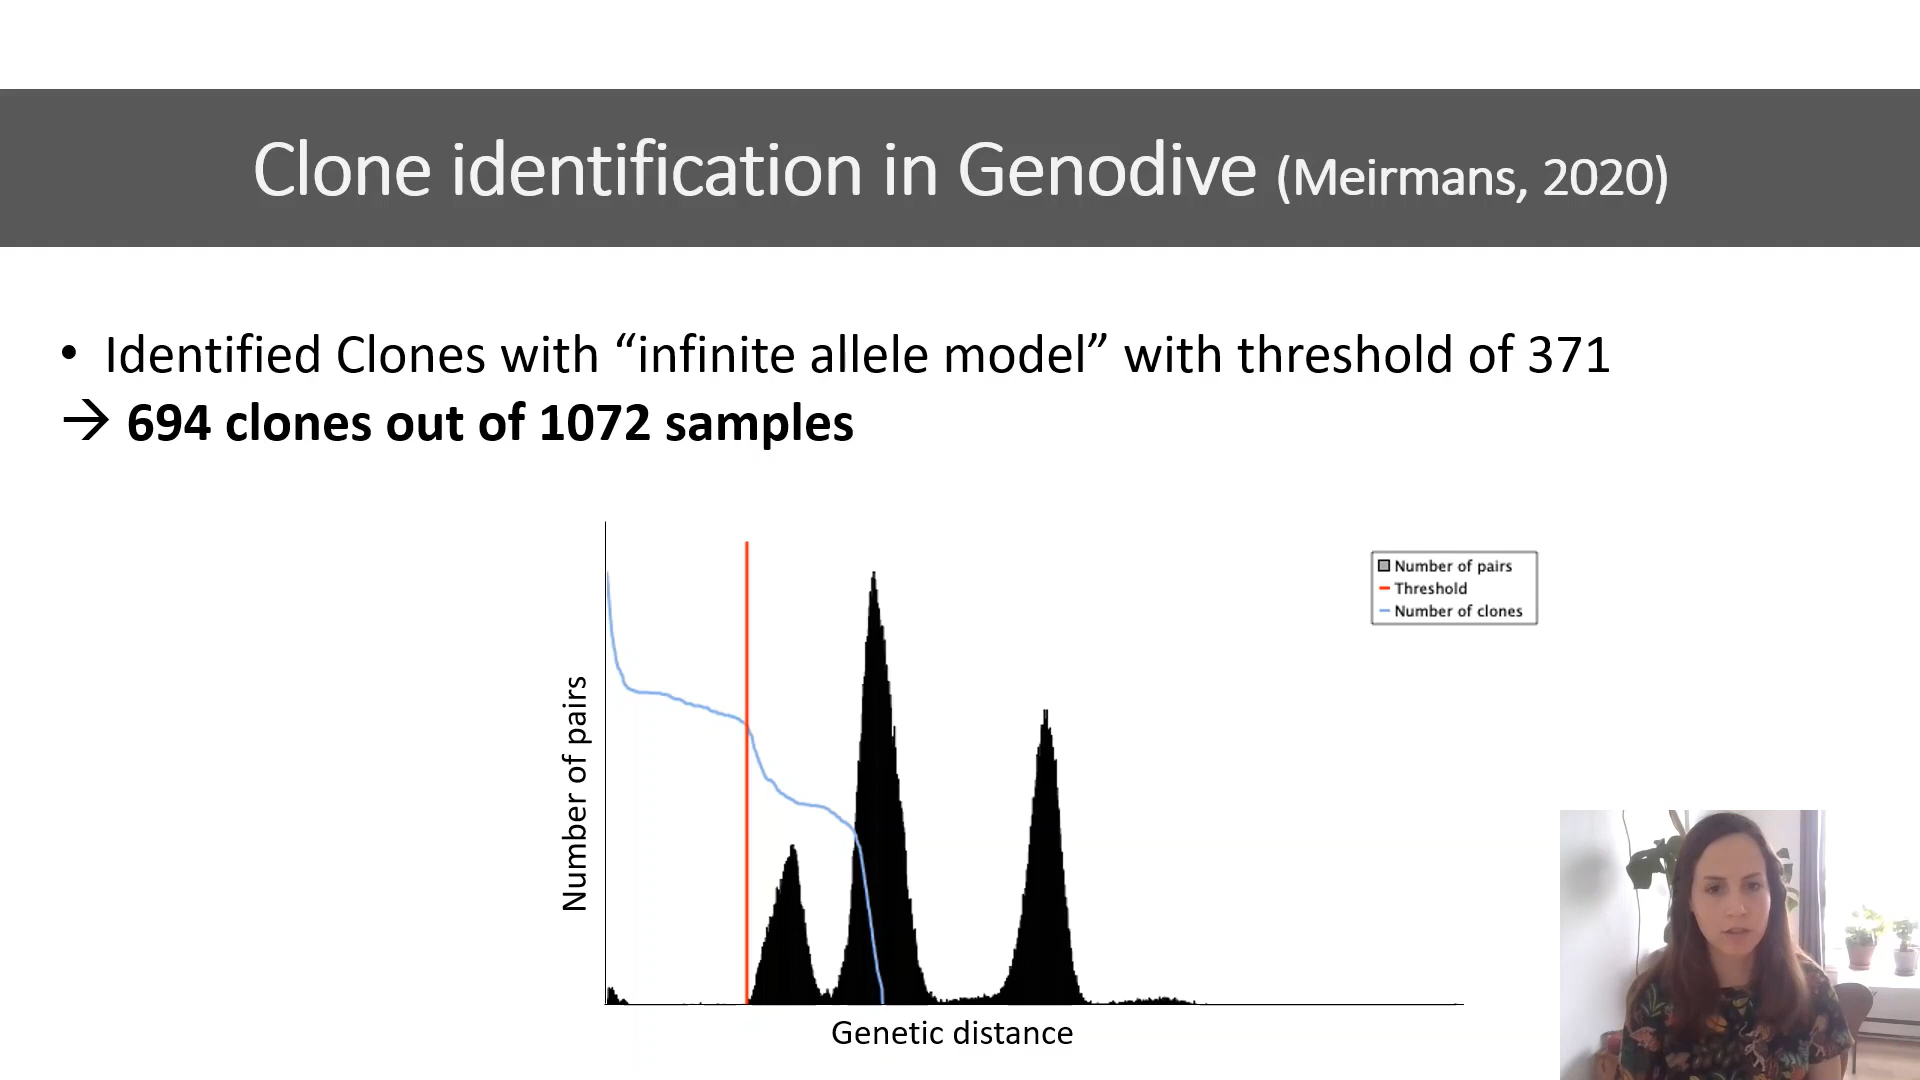 Clone identification in Genodive (Meirmans, 2020)
• Identified Clones with “infinite allele model” with threshold of 371
→ 694 clones out of 1072 samples
Number of pairs
Threshold
Number of clones
Number of pairs
Genetic distance